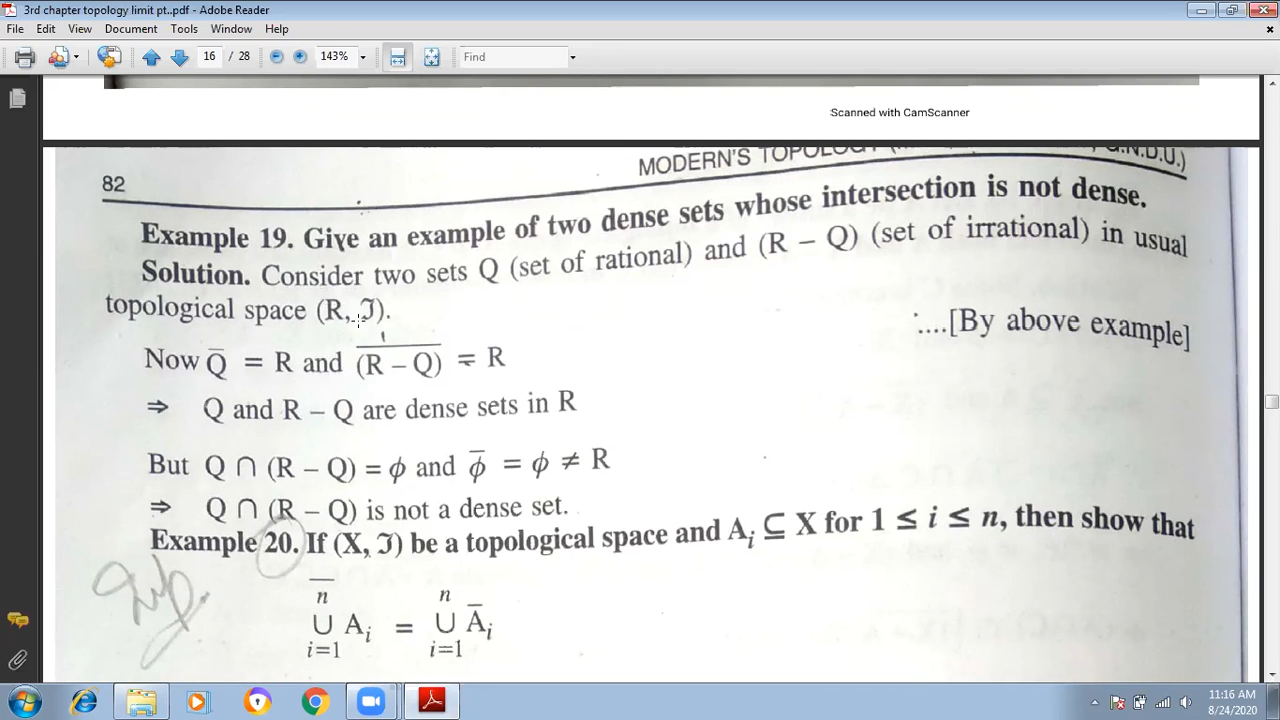 3rd chapter topology limit pt..pdf - Adobe Reader
File Edit View Document Tools Window Help
16 / 28 143% Find
Scanned with CamScanner
82 MODERN'S TOPOLOGY G.N.D.U.)
Example 19. Give an example of two dense sets whose intersection is not dense.
Solution. Consider two sets Q (set of rational) and (R – Q) (set of irrational) in usual
topological space (R, ℑ).
....[By above example]
Now Q̅ = R and \overline{(R – Q)} = R
⇒ Q and R – Q are dense sets in R
But Q ∩ (R – Q) = ϕ and ϕ̅ = ϕ ≠ R
⇒ Q ∩ (R – Q) is not a dense set.
Example 20. If (X, ℑ) be a topological space and Aᵢ ⊆ X for 1 ≤ i ≤ n, then show that
n n
∪ Aᵢ = ∪ A̅ᵢ
i=1 i=1
11:16 AM
8/24/2020